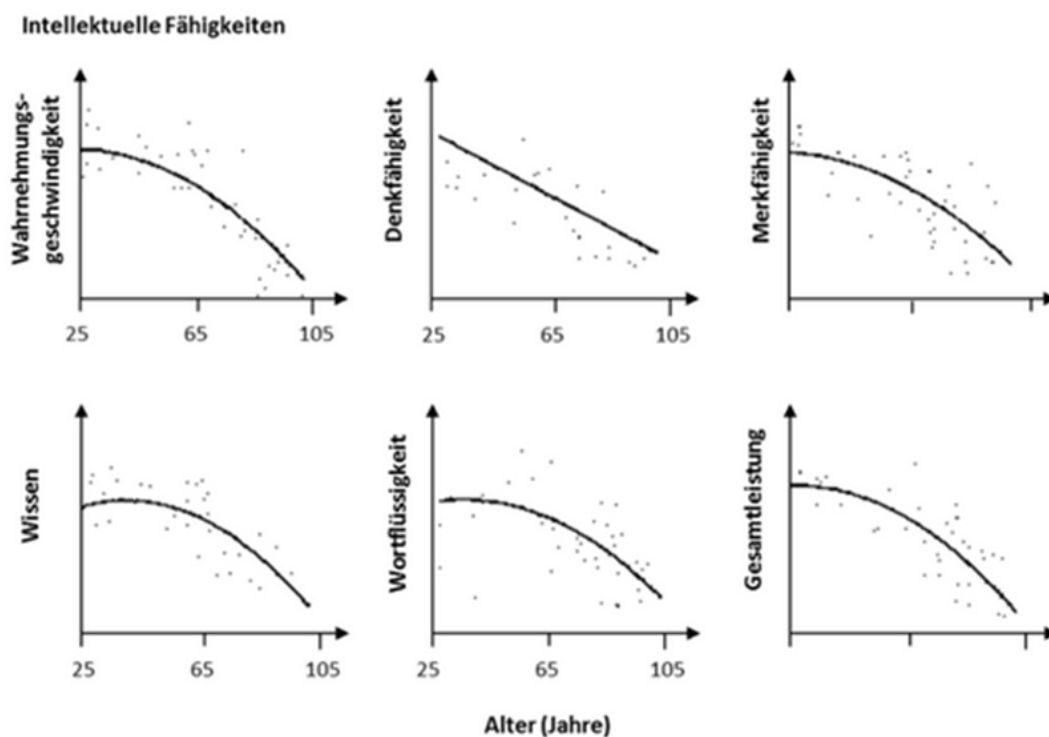 Intellektuelle Fähigkeiten
Wahrnehmungs-
geschwindigkeit
25 65 105
Denkfähigkeit
25 65 105
Merkfähigkeit
Wissen
25 65 105
Wortflüssigkeit
25 65 105
Gesamtleistung
Alter (Jahre)